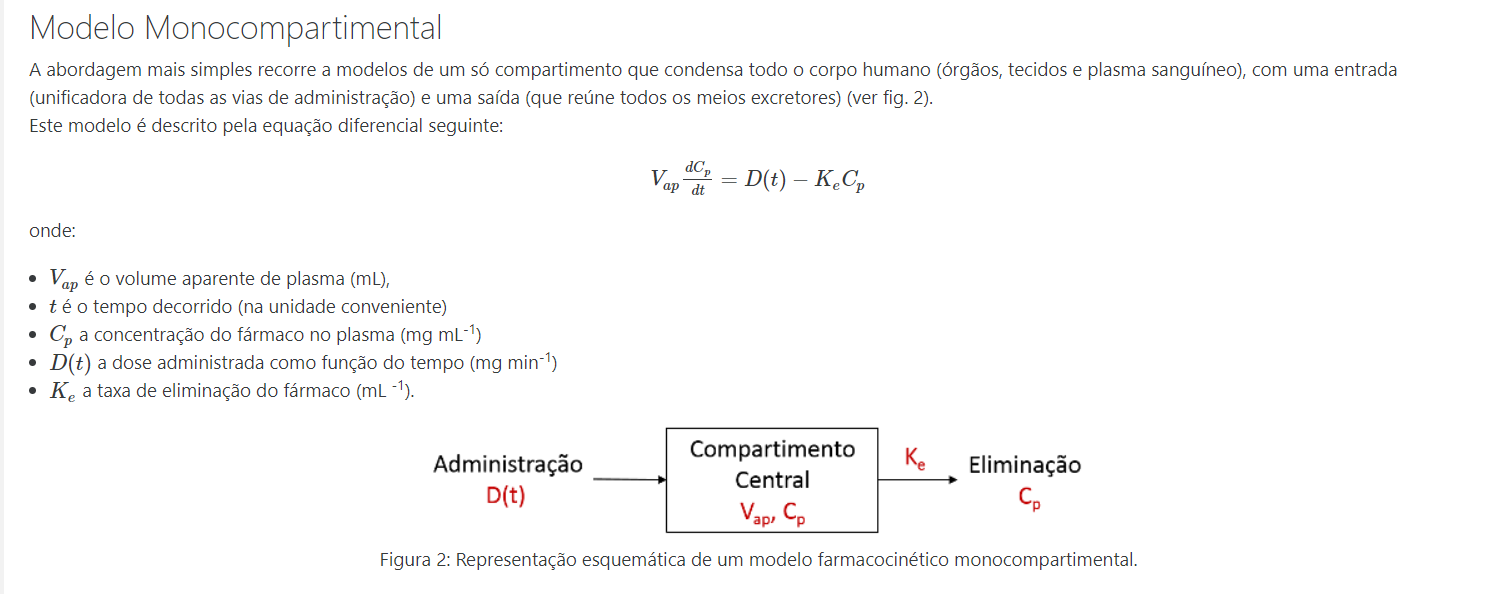 Modelo Monocompartimental
A abordagem mais simples recorre a modelos de um só compartimento que condensa todo o corpo humano (órgãos, tecidos e plasma sanguíneo), com uma entrada
(unificadora de todas as vias de administração) e uma saída (que reúne todos os meios excretores) (ver fig. 2).
Este modelo é descrito pela equação diferencial seguinte:
V_{ap} \frac{dC_p}{dt} = D(t) − K_e C_p
onde:
• V_{ap} é o volume aparente de plasma (mL),
• t é o tempo decorrido (na unidade conveniente)
• C_p a concentração do fármaco no plasma (mg mL^{-1})
• D(t) a dose administrada como função do tempo (mg min^{-1})
• K_e a taxa de eliminação do fármaco (mL ^{-1}).
Administração
D(t)
Compartimento
Central
V_{ap}, C_p
K_e
Eliminação
C_p
Figura 2: Representação esquemática de um modelo farmacocinético monocompartimental.